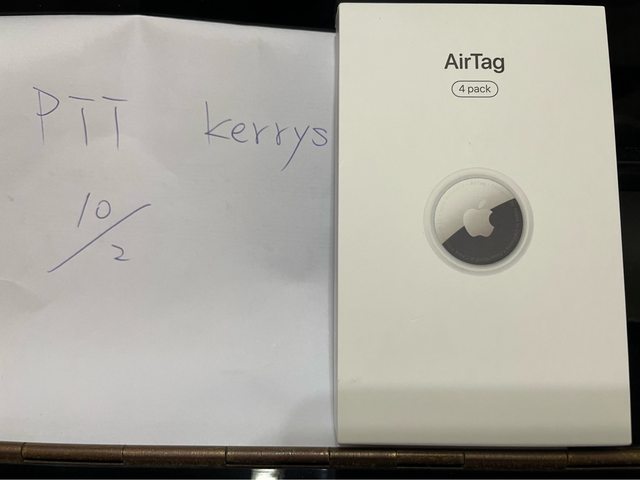 PTT kerrys
10/2
AirTag
4 pack